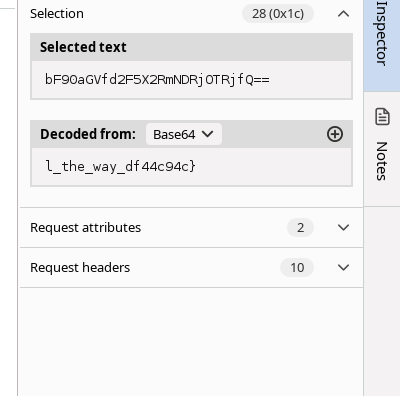 Selection 28 (0x1c)
Selected text
bF90aGVfd2F5X2RmNDRjOTRjfQ==
Decoded from: Base64
l_the_way_df44c94c}
Request attributes 2
Request headers 10
Inspector
Notes